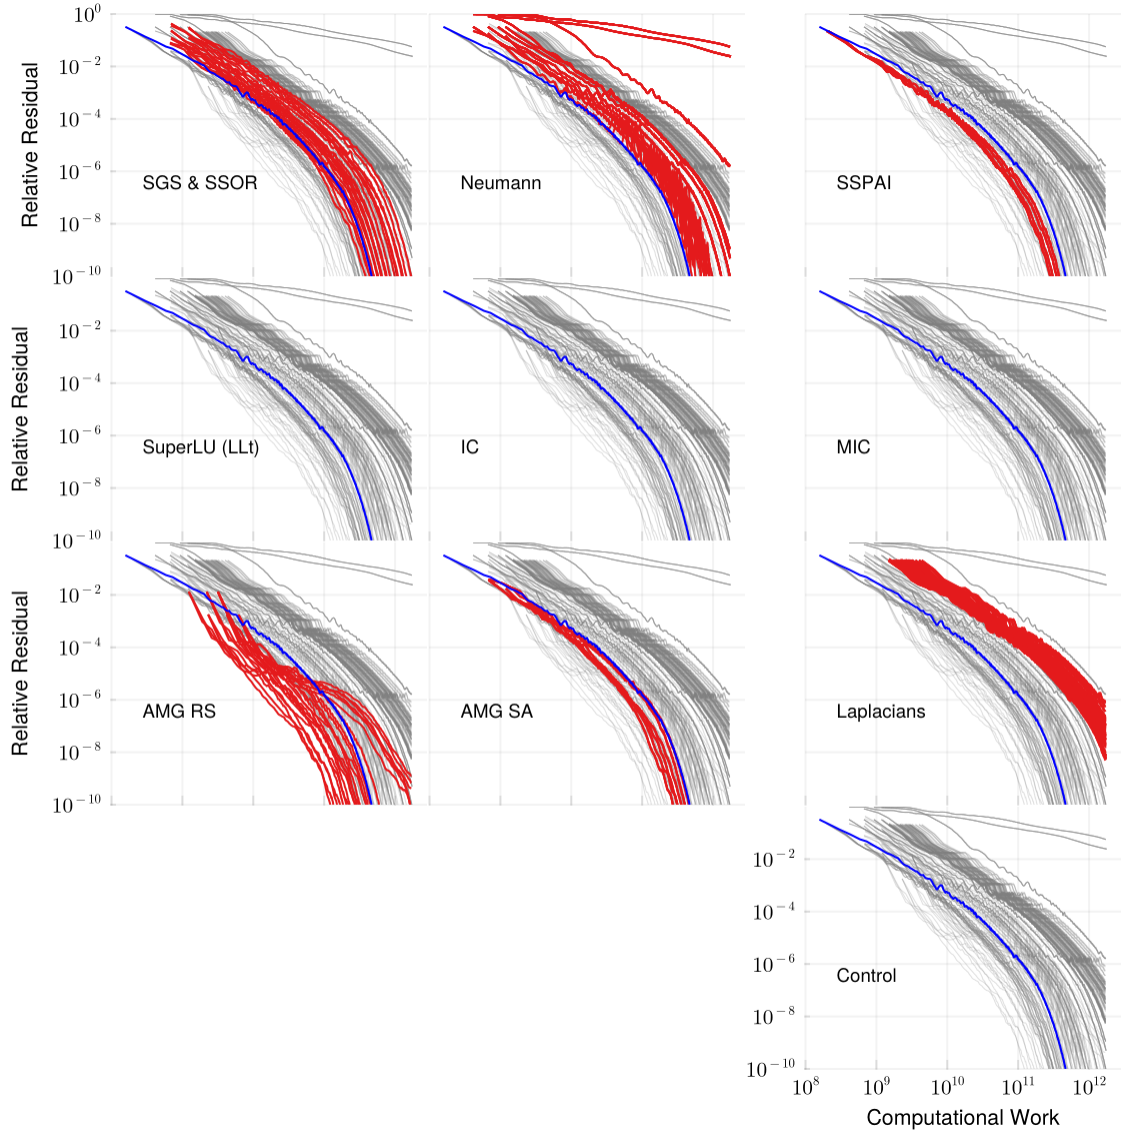 10^0
10^−2
10^−4
10^−6
10^−8
10^−10
Relative Residual
SGS & SSOR
Neumann
SSPAI
10^−2
10^−4
10^−6
10^−8
10^−10
Relative Residual
SuperLU (LLt)
IC
MIC
10^−2
10^−4
10^−6
10^−8
10^−10
Relative Residual
AMG RS
AMG SA
Laplacians
10^−2
10^−4
10^−6
10^−8
10^−10
Control
10^8 10^9 10^10 10^11 10^12
Computational Work